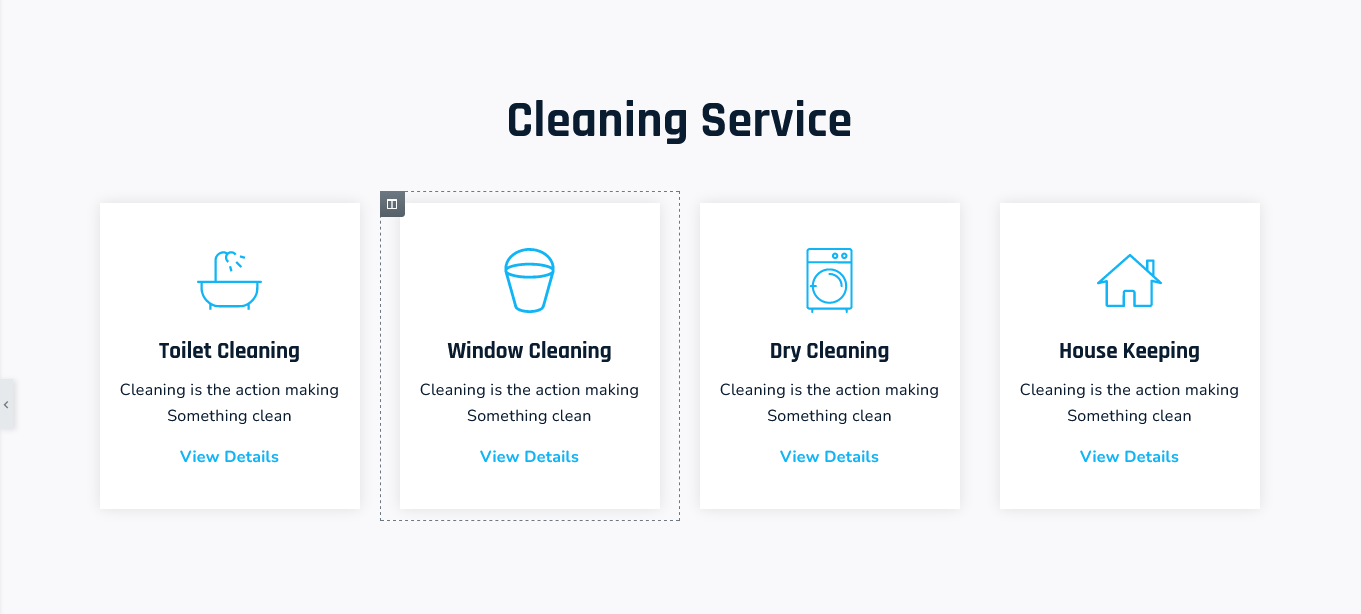 Cleaning Service
Toilet Cleaning
Cleaning is the action making
Something clean
View Details
Window Cleaning
Cleaning is the action making
Something clean
View Details
Dry Cleaning
Cleaning is the action making
Something clean
View Details
House Keeping
Cleaning is the action making
Something clean
View Details